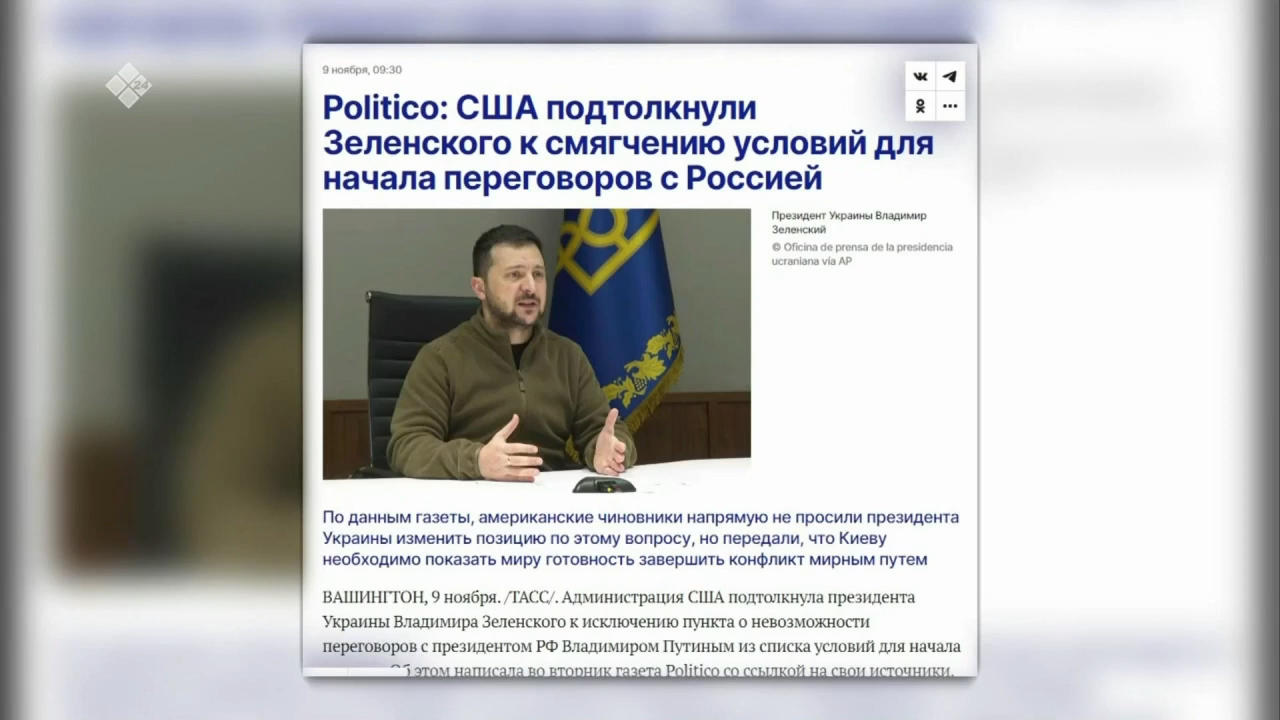 24
9 ноября, 09:30
Politico: США подтолкнули
Зеленского к смягчению условий для
начала переговоров с Россией
Президент Украины Владимир
Зеленский
© Oficina de prensa de la presidencia
ucraniana vía AP
По данным газеты, американские чиновники напрямую не просили президента
Украины изменить позицию по этому вопросу, но передали, что Киеву
необходимо показать миру готовность завершить конфликт мирным путем
ВАШИНГТОН, 9 ноября. /ТАСС/. Администрация США подтолкнула президента
Украины Владимира Зеленского к исключению пункта о невозможности
переговоров с президентом РФ Владимиром Путиным из списка условий для начала
Об этом написала во вторник газета Politico со ссылкой на свои источники.